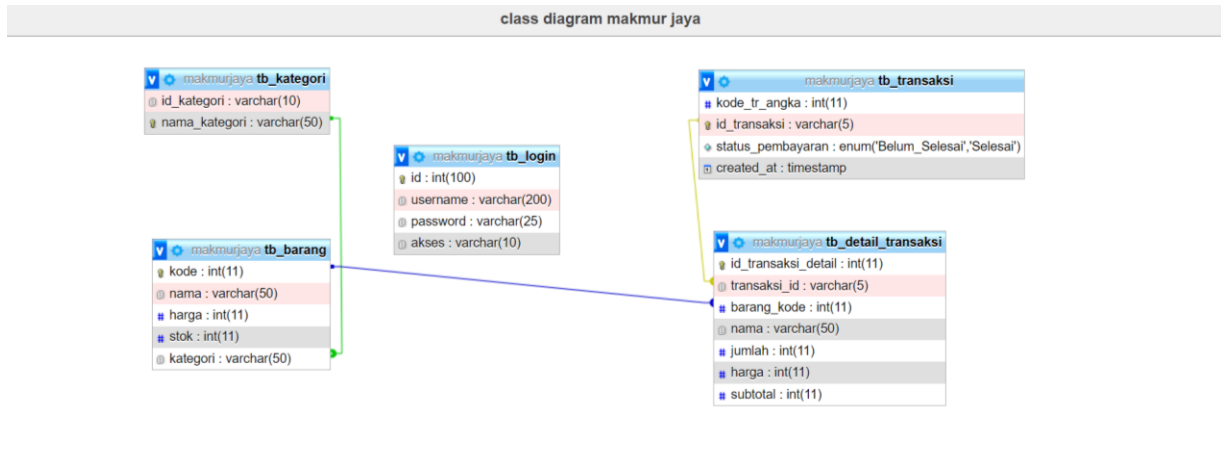 class diagram makmur jaya
v makmurjaya tb_kategori
id_kategori : varchar(10)
nama_kategori : varchar(50)
v makmurjaya tb_login
# id : int(100)
username : varchar(200)
password : varchar(25)
akses : varchar(10)
v makmurjaya tb_barang
kode : int(11)
nama : varchar(50)
# harga : int(11)
# stok : int(11)
kategori : varchar(50)
v makmurjaya tb_transaksi
# kode_tr_angka : int(11)
id_transaksi : varchar(5)
status_pembayaran : enum('Belum_Selesai','Selesai')
created_at : timestamp
v makmurjaya tb_detail_transaksi
id_transaksi_detail : int(11)
transaksi_id : varchar(5)
# barang_kode : int(11)
nama : varchar(50)
# jumlah : int(11)
# harga : int(11)
# subtotal : int(11)